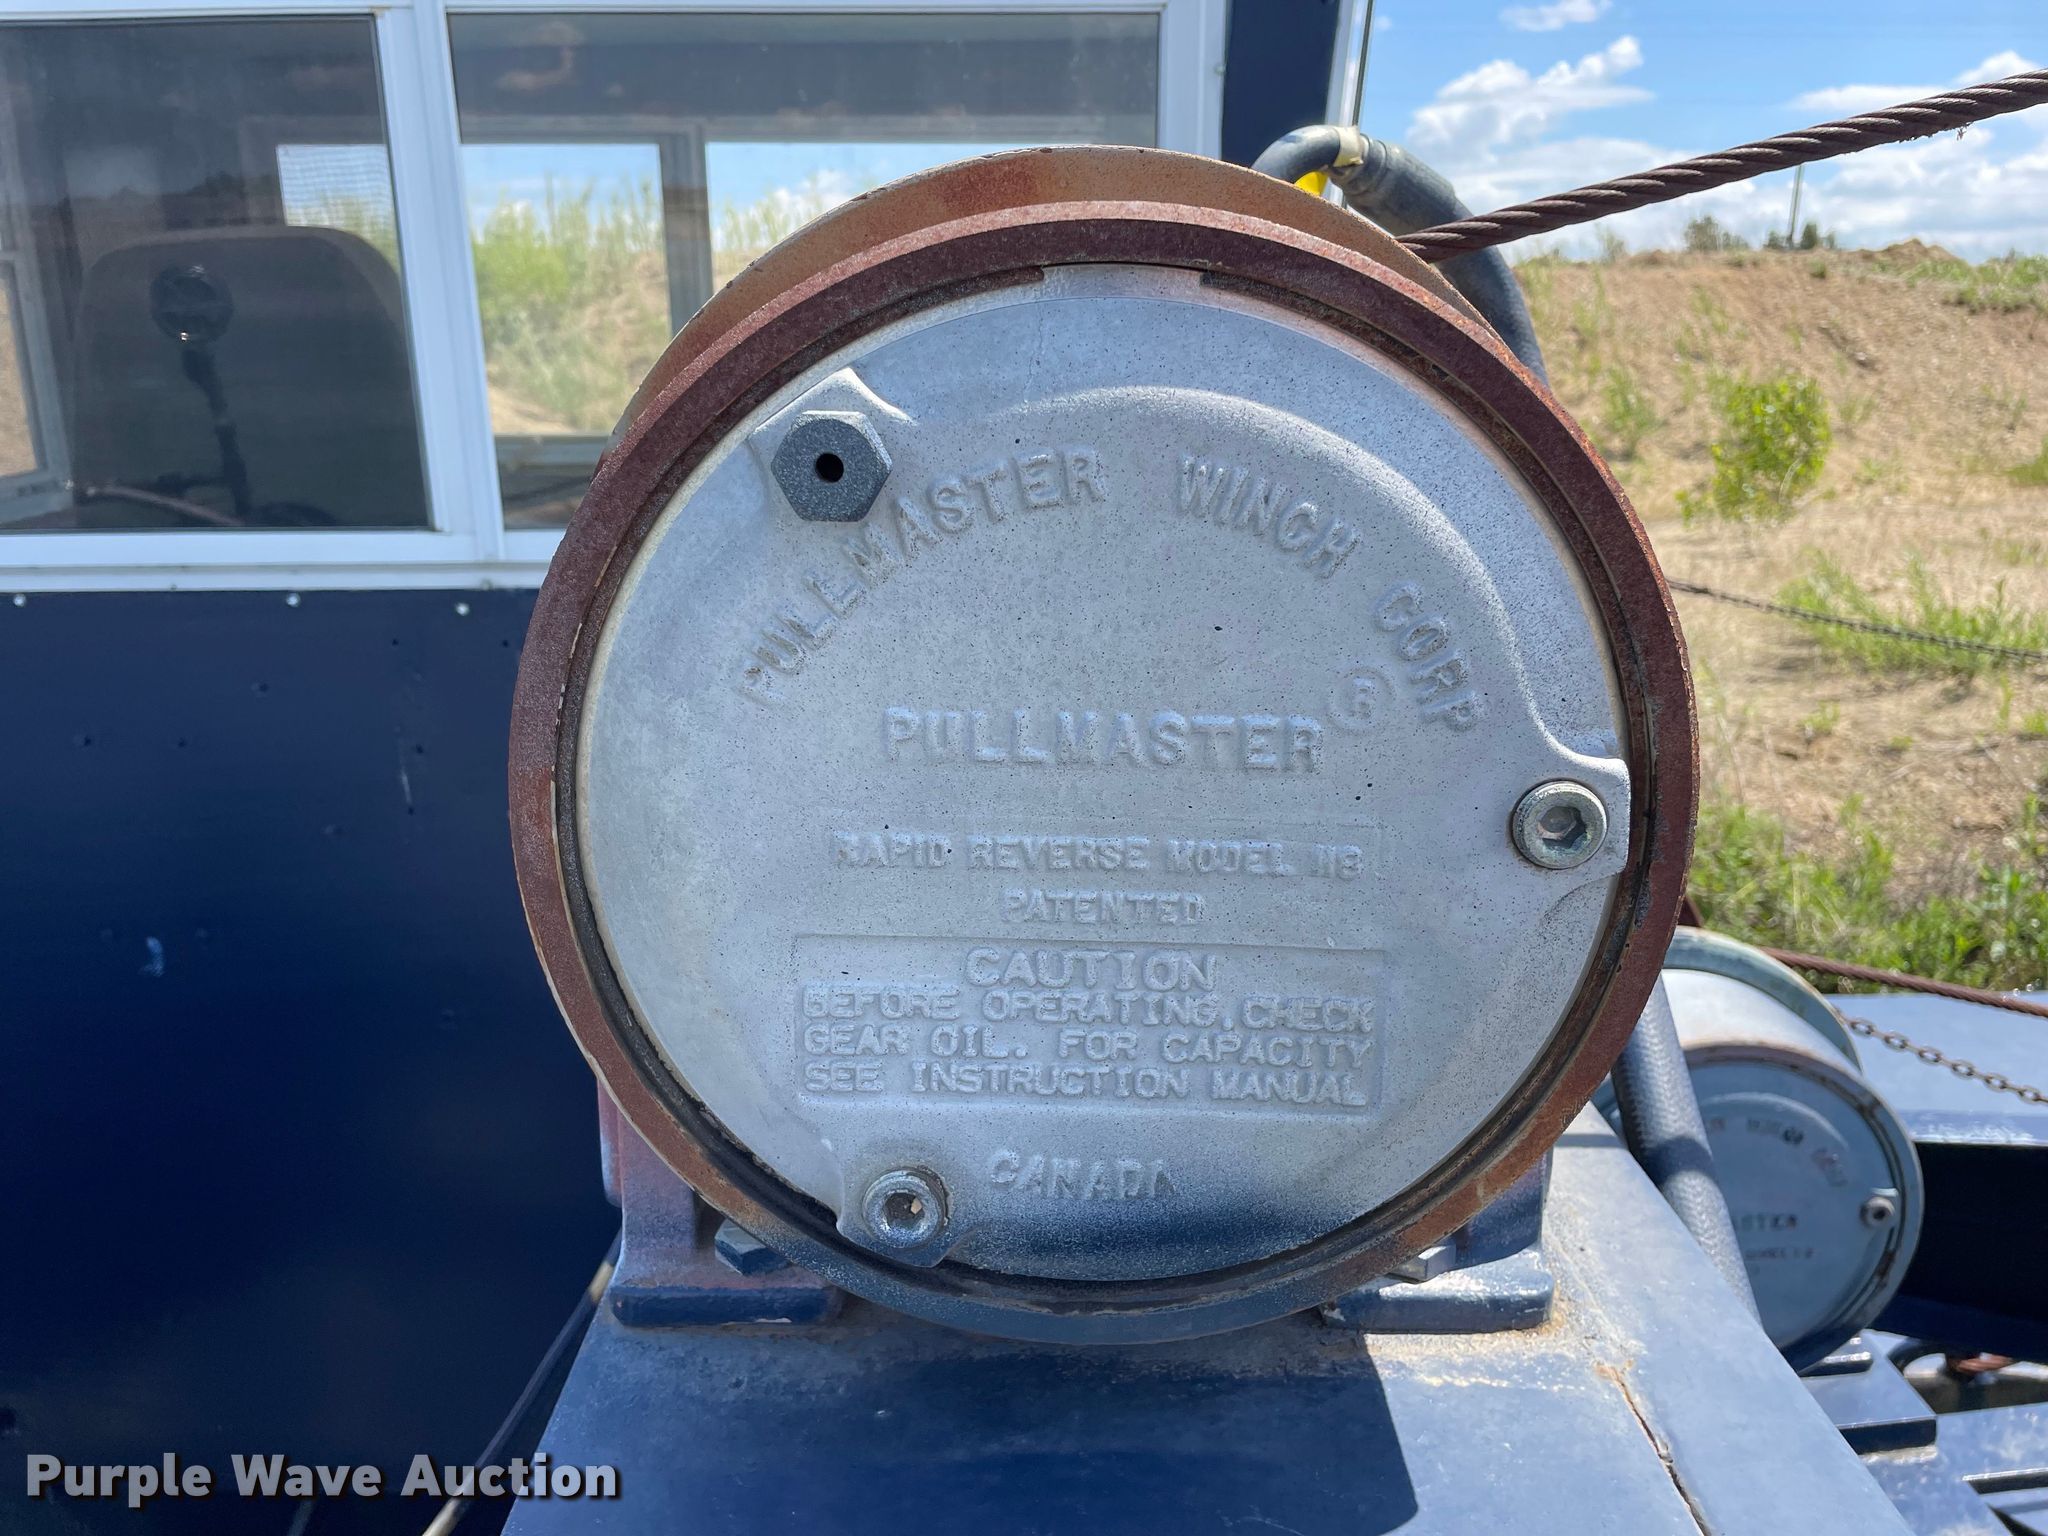 PULLMASTER WINCH CORP
PULLMASTER ®
RAPID REVERSE MODEL M8
PATENTED
CAUTION
BEFORE OPERATING, CHECK
GEAR OIL. FOR CAPACITY
SEE INSTRUCTION MANUAL
CANADA
Purple Wave Auction